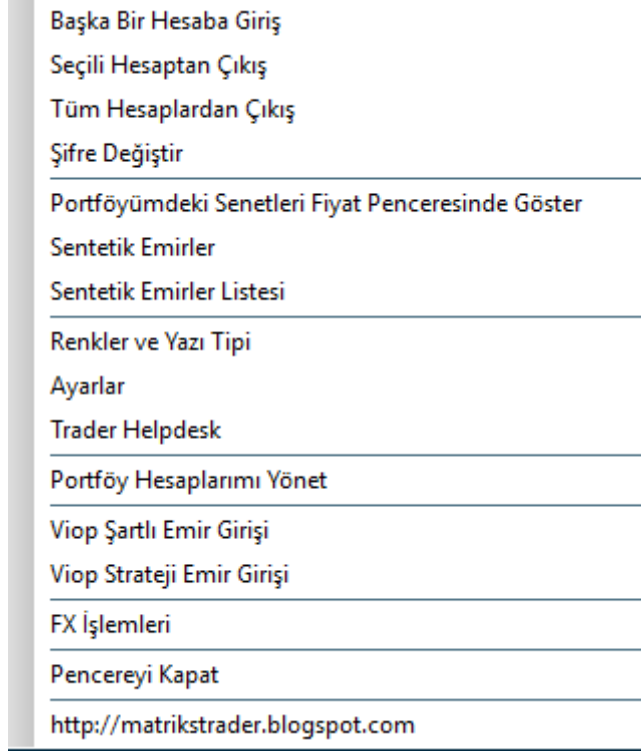 Başka Bir Hesaba Giriş
Seçili Hesaptan Çıkış
Tüm Hesaplardan Çıkış
Şifre Değiştir
Portföyümdeki Senetleri Fiyat Penceresinde Göster
Sentetik Emirler
Sentetik Emirler Listesi
Renkler ve Yazı Tipi
Ayarlar
Trader Helpdesk
Portföy Hesaplarımı Yönet
Viop Şartlı Emir Girişi
Viop Strateji Emir Girişi
FX İşlemleri
Pencereyi Kapat
http://matrikstrader.blogspot.com